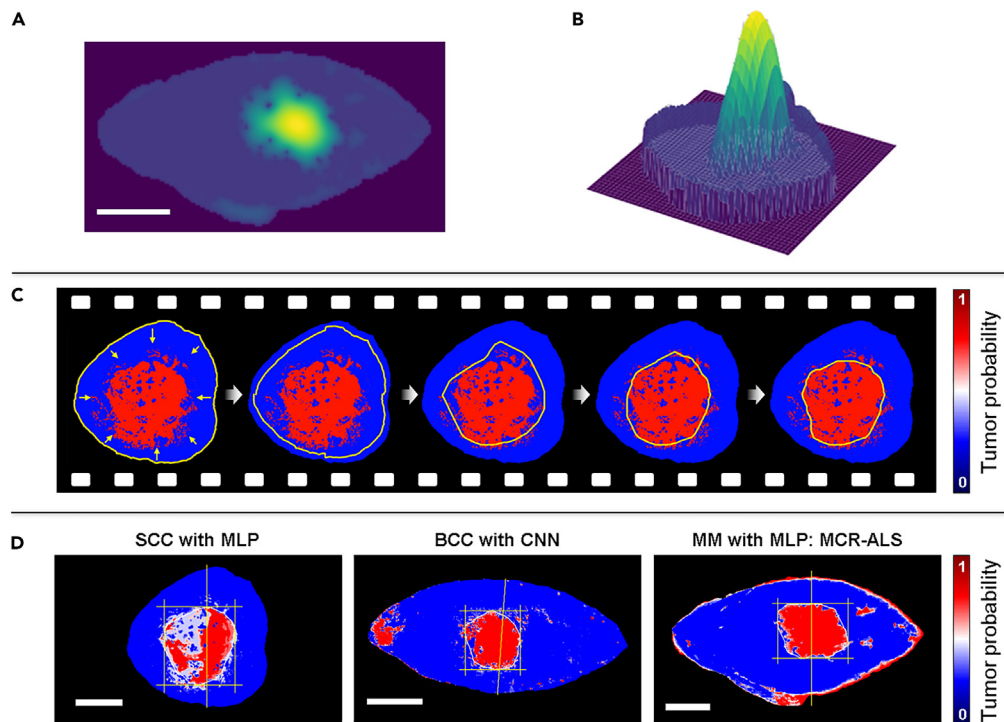 A
B
C
1
0
Tumor probability
D
SCC with MLP
BCC with CNN
MM with MLP: MCR-ALS
1
0
Tumor probability